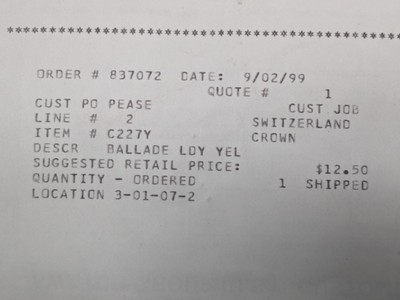 ********************************************************
ORDER # 837072 DATE: 9/02/99
QUOTE # 1
CUST PO PEASE CUST JOB
LINE # 2 SWITZERLAND
ITEM # C227Y CROWN
DESCR BALLADE LDY YEL
SUGGESTED RETAIL PRICE: $12.50
QUANTITY - ORDERED 1 SHIPPED
LOCATION 3-01-07-2